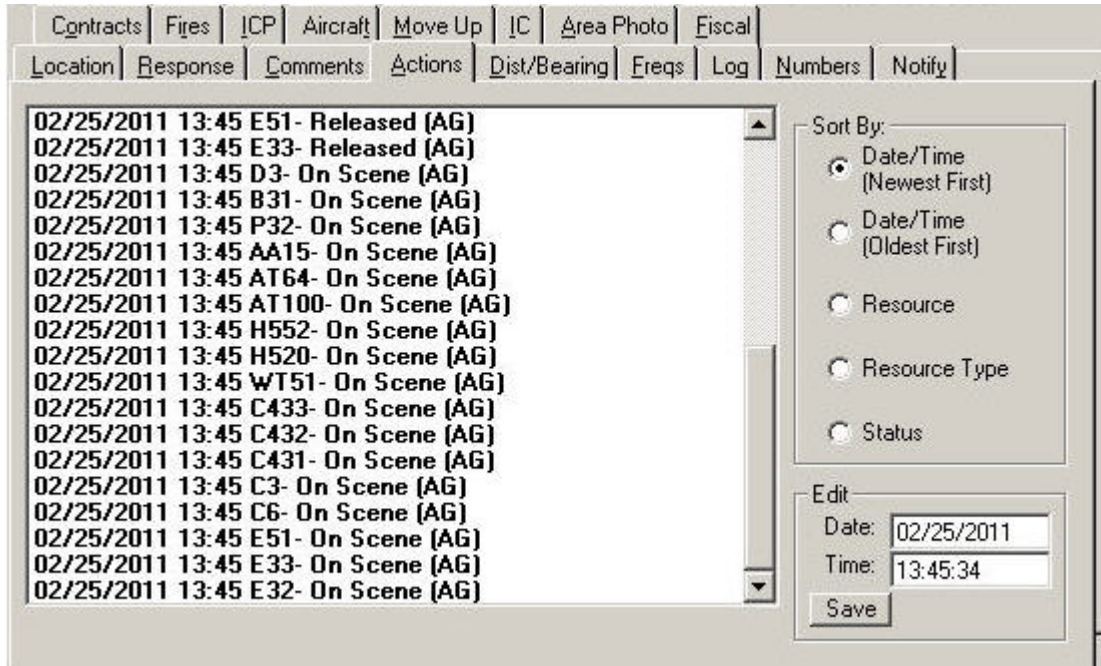 Contracts Fires ICP Aircraft Move Up IC Area Photo Fiscal
Location Response Comments Actions Dist/Bearing Freqs Log Numbers Notify
02/25/2011 13:45 E51- Released (AG)
02/25/2011 13:45 E33- Released (AG)
02/25/2011 13:45 D3- On Scene (AG)
02/25/2011 13:45 B31- On Scene (AG)
02/25/2011 13:45 P32- On Scene (AG)
02/25/2011 13:45 AA15- On Scene (AG)
02/25/2011 13:45 AT64- On Scene (AG)
02/25/2011 13:45 AT100- On Scene (AG)
02/25/2011 13:45 H552- On Scene (AG)
02/25/2011 13:45 H520- On Scene (AG)
02/25/2011 13:45 WT51- On Scene (AG)
02/25/2011 13:45 C433- On Scene (AG)
02/25/2011 13:45 C432- On Scene (AG)
02/25/2011 13:45 C431- On Scene (AG)
02/25/2011 13:45 C3- On Scene (AG)
02/25/2011 13:45 C6- On Scene (AG)
02/25/2011 13:45 E51- On Scene (AG)
02/25/2011 13:45 E33- On Scene (AG)
02/25/2011 13:45 E32- On Scene (AG)
Sort By:
Date/Time
(Newest First)
Date/Time
(Oldest First)
Resource
Resource Type
Status
Edit
Date: 02/25/2011
Time: 13:45:34
Save